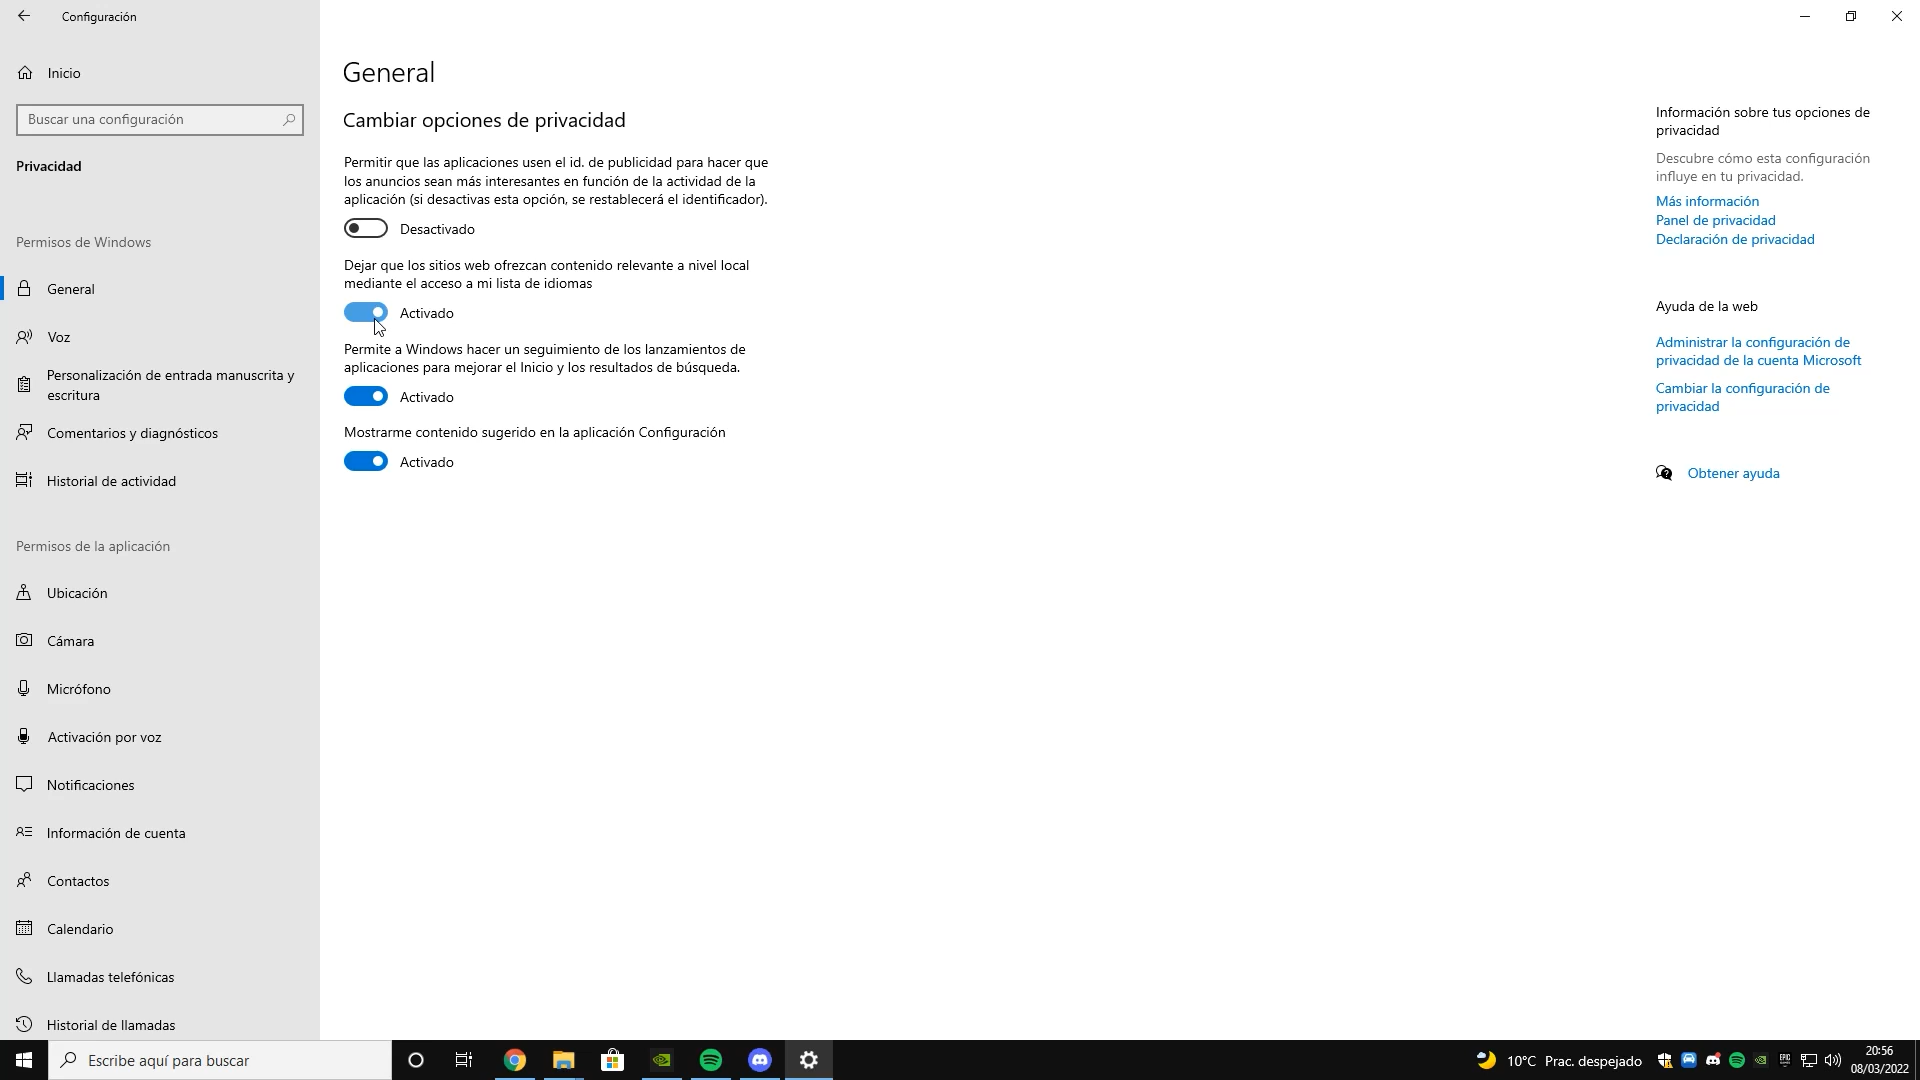 Configuración
Inicio
Buscar una configuración
Privacidad
Permisos de Windows
General
Voz
Personalización de entrada manuscrita y
escritura
Comentarios y diagnósticos
Historial de actividad
Permisos de la aplicación
Ubicación
Cámara
Micrófono
Activación por voz
Notificaciones
Información de cuenta
Contactos
Calendario
Llamadas telefónicas
Historial de llamadas
General
Cambiar opciones de privacidad
Permitir que las aplicaciones usen el id. de publicidad para hacer que
los anuncios sean más interesantes en función de la actividad de la
aplicación (si desactivas esta opción, se restablecerá el identificador).
Desactivado
Dejar que los sitios web ofrezcan contenido relevante a nivel local
mediante el acceso a mi lista de idiomas
Activado
Permite a Windows hacer un seguimiento de los lanzamientos de
aplicaciones para mejorar el Inicio y los resultados de búsqueda.
Activado
Mostrarme contenido sugerido en la aplicación Configuración
Activado
Información sobre tus opciones de
privacidad
Descubre cómo esta configuración
influye en tu privacidad.
Más información
Panel de privacidad
Declaración de privacidad
Ayuda de la web
Administrar la configuración de
privacidad de la cuenta Microsoft
Cambiar la configuración de
privacidad
Obtener ayuda
Escribe aquí para buscar
10°C Prac. despejado
EPIC
20:56
08/03/2022